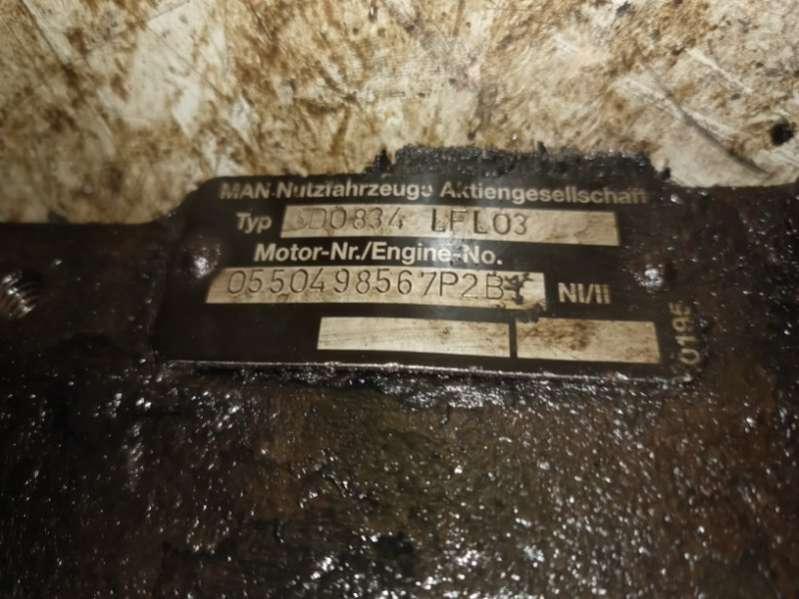 MAN-Nutzfahrzeuge Aktiengesellschaft
Typ D0834 LFL03
Motor-Nr./Engine-No.
0550498567P2B NI/II
0195